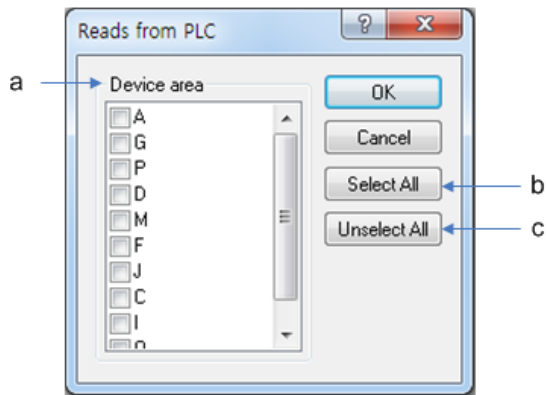 Reads from PLC
?
X
a
Device area
A
G
P
D
M
F
J
C
I
OK
Cancel
Select All
b
Unselect All
c